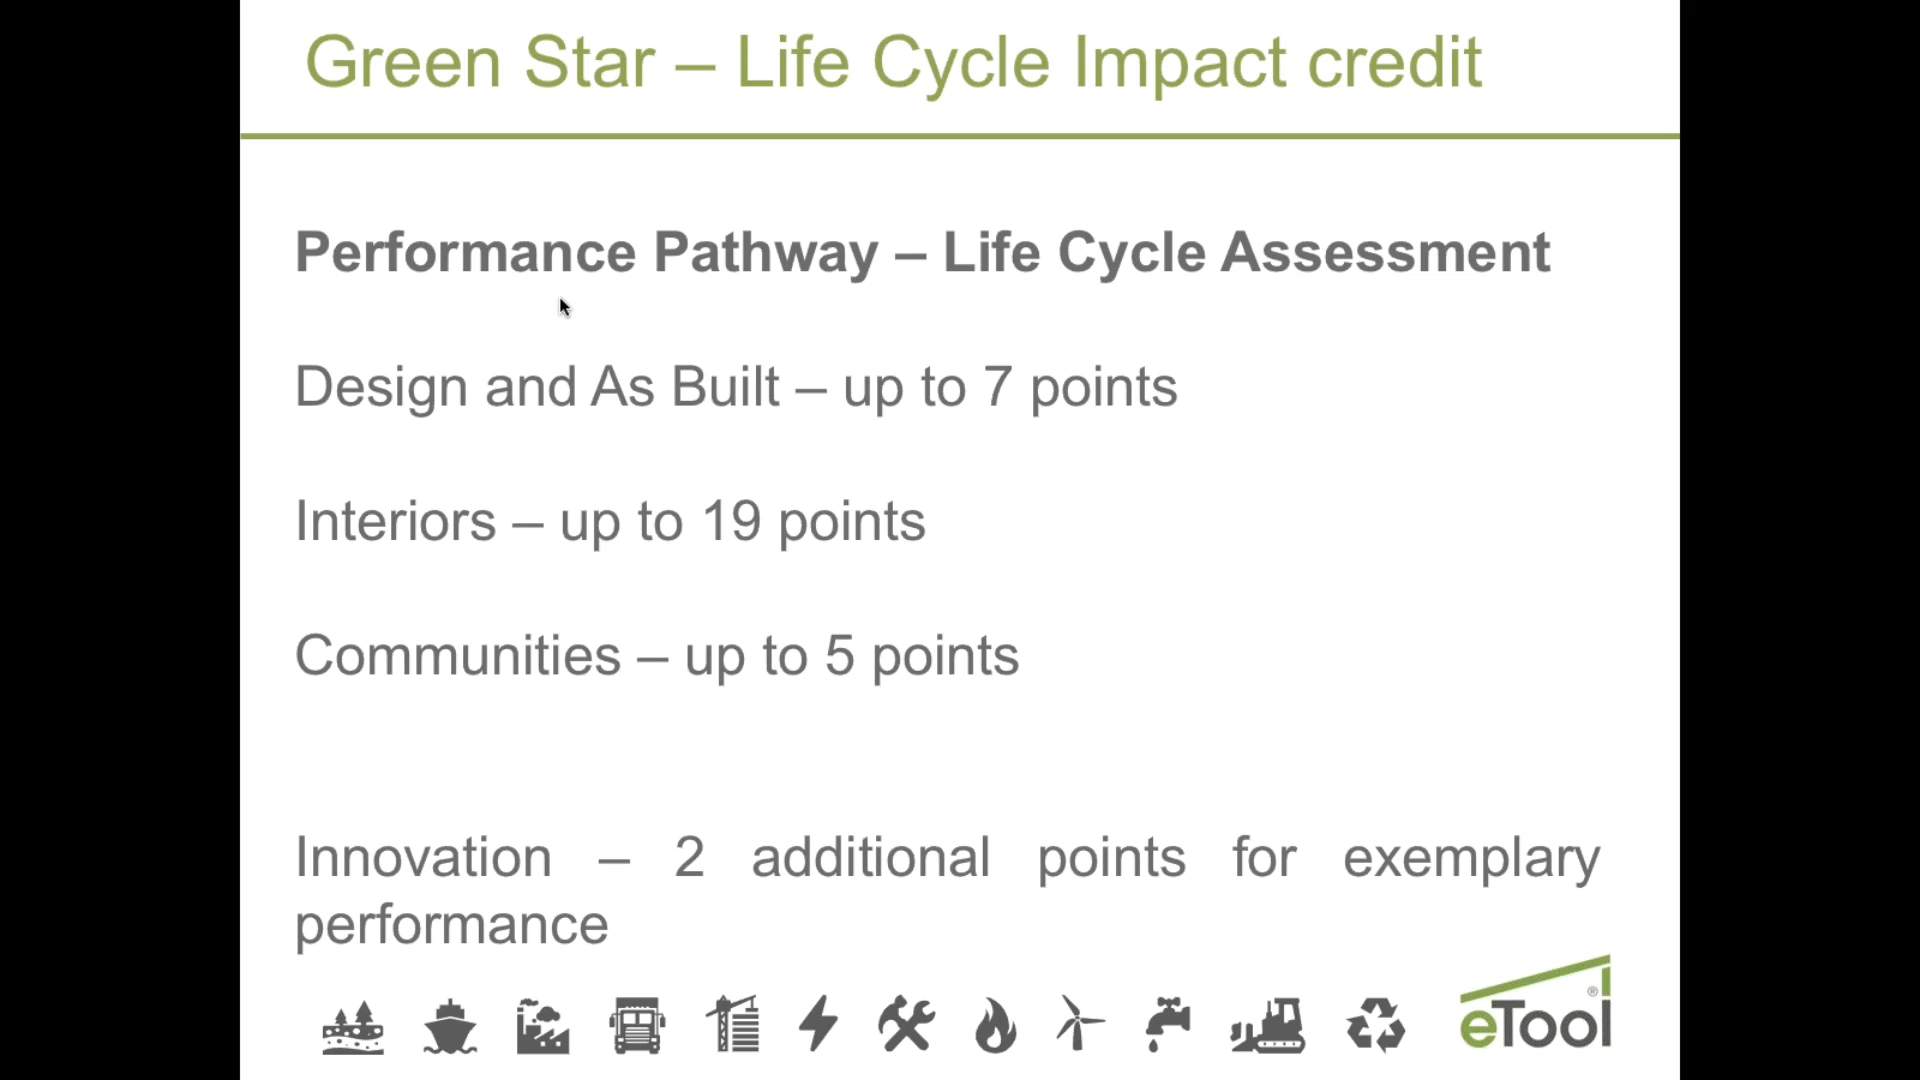 Green Star – Life Cycle Impact credit
Performance Pathway – Life Cycle Assessment
Design and As Built – up to 7 points
Interiors – up to 19 points
Communities – up to 5 points
Innovation – 2 additional points for exemplary
performance
eTool®